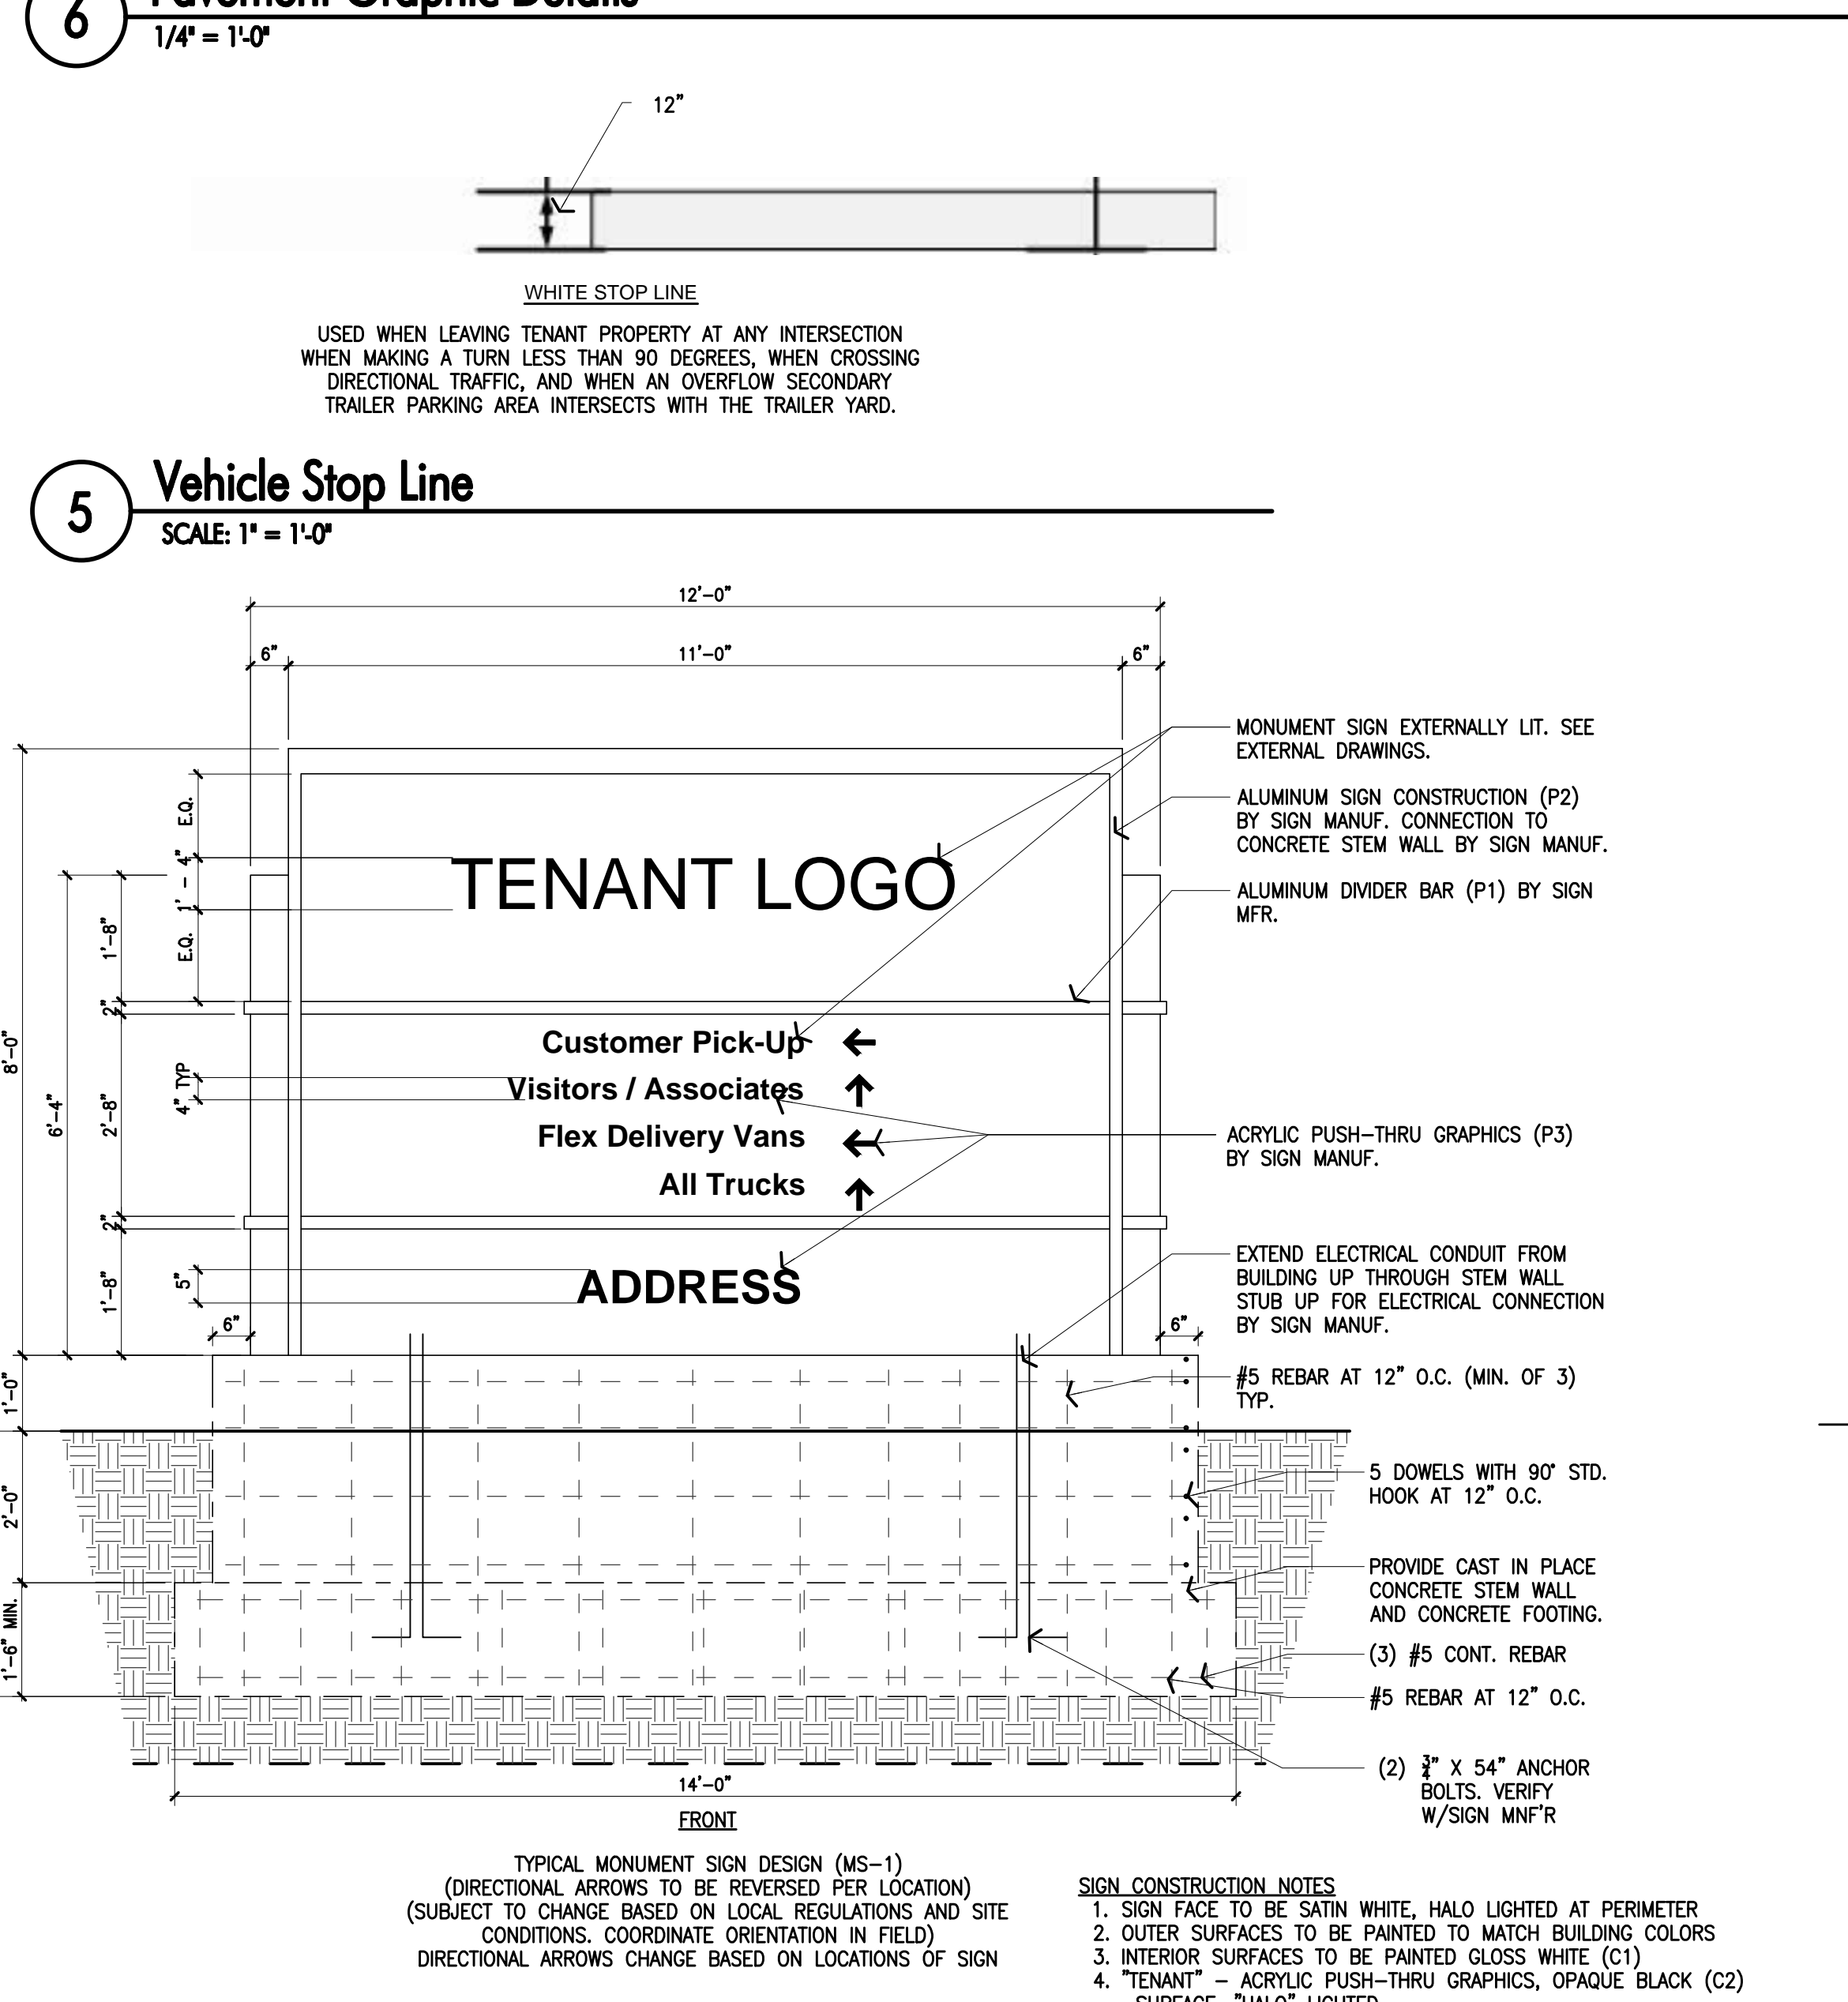 6
Pavement Graphic Details
1/4" = 1'-0"
12"
WHITE STOP LINE
USED WHEN LEAVING TENANT PROPERTY AT ANY INTERSECTION
WHEN MAKING A TURN LESS THAN 90 DEGREES, WHEN CROSSING
DIRECTIONAL TRAFFIC, AND WHEN AN OVERFLOW SECONDARY
TRAILER PARKING AREA INTERSECTS WITH THE TRAILER YARD.
5
Vehicle Stop Line
SCALE: 1" = 1'-0"
12'-0"
6"
11'-0"
6"
8'-0"
6'-4"
1'-8"
2"
2'-8"
2"
1'-8"
E.Q.
1' - 4"
E.Q.
4" TYP
5"
6"
6"
1'-0"
2'-0"
1'-6" MIN.
TENANT LOGO
Customer Pick-Up ←
Visitors / Associates ↑
Flex Delivery Vans ←
All Trucks ↑
ADDRESS
MONUMENT SIGN EXTERNALLY LIT. SEE
EXTERNAL DRAWINGS.
ALUMINUM SIGN CONSTRUCTION (P2)
BY SIGN MANUF. CONNECTION TO
CONCRETE STEM WALL BY SIGN MANUF.
ALUMINUM DIVIDER BAR (P1) BY SIGN
MFR.
ACRYLIC PUSH-THRU GRAPHICS (P3)
BY SIGN MANUF.
EXTEND ELECTRICAL CONDUIT FROM
BUILDING UP THROUGH STEM WALL
STUB UP FOR ELECTRICAL CONNECTION
BY SIGN MANUF.
#5 REBAR AT 12" O.C. (MIN. OF 3)
TYP.
5 DOWELS WITH 90° STD.
HOOK AT 12" O.C.
PROVIDE CAST IN PLACE
CONCRETE STEM WALL
AND CONCRETE FOOTING.
(3) #5 CONT. REBAR
#5 REBAR AT 12" O.C.
(2) 3/4" X 54" ANCHOR
BOLTS. VERIFY
W/SIGN MNF'R
14'-0"
FRONT
TYPICAL MONUMENT SIGN DESIGN (MS-1)
(DIRECTIONAL ARROWS TO BE REVERSED PER LOCATION)
(SUBJECT TO CHANGE BASED ON LOCAL REGULATIONS AND SITE
CONDITIONS. COORDINATE ORIENTATION IN FIELD)
DIRECTIONAL ARROWS CHANGE BASED ON LOCATIONS OF SIGN
SIGN CONSTRUCTION NOTES
1. SIGN FACE TO BE SATIN WHITE, HALO LIGHTED AT PERIMETER
2. OUTER SURFACES TO BE PAINTED TO MATCH BUILDING COLORS
3. INTERIOR SURFACES TO BE PAINTED GLOSS WHITE (C1)
4. "TENANT" - ACRYLIC PUSH-THRU GRAPHICS, OPAQUE BLACK (C2)
SURFACE, "HALO" LIGHTED